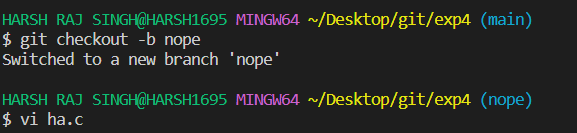 HARSH RAJ SINGH@HARSH1695 MINGW64 ~/Desktop/git/exp4 (main)
$ git checkout -b nope
Switched to a new branch 'nope'
HARSH RAJ SINGH@HARSH1695 MINGW64 ~/Desktop/git/exp4 (nope)
$ vi ha.c